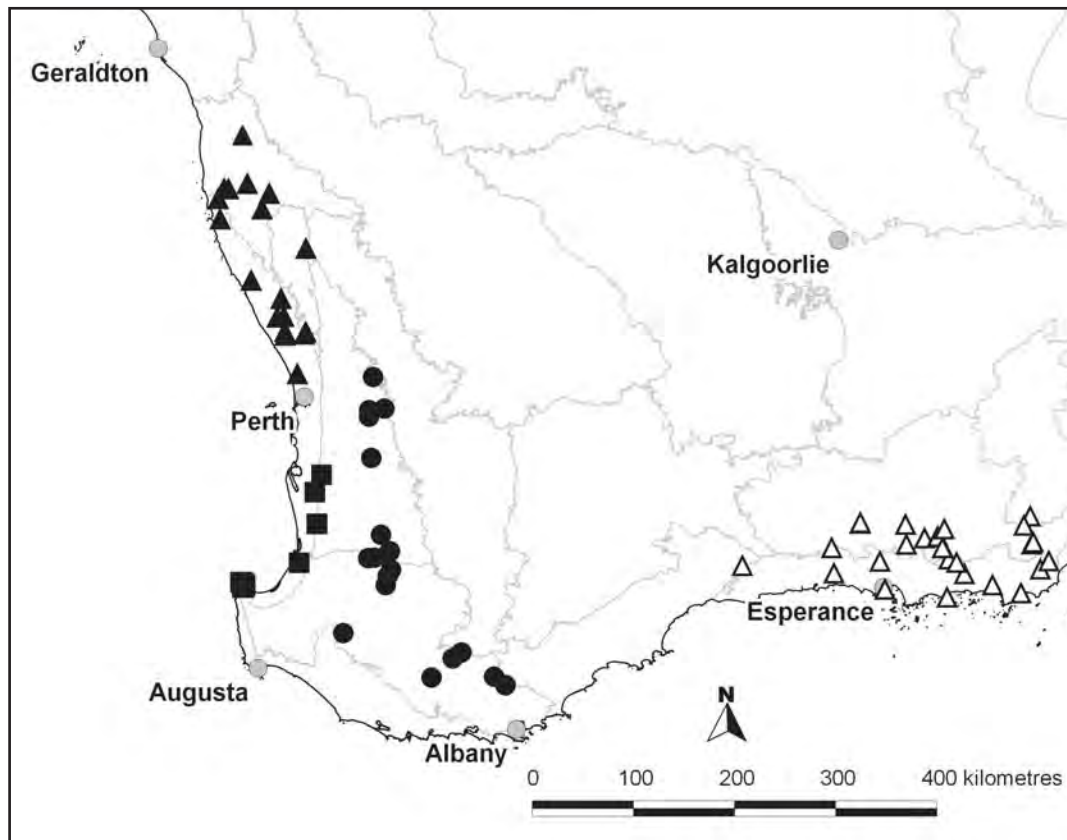 Geraldton
Kalgoorlie
Perth
Esperance
Augusta
N
Albany
0 100 200 300 400 kilometres